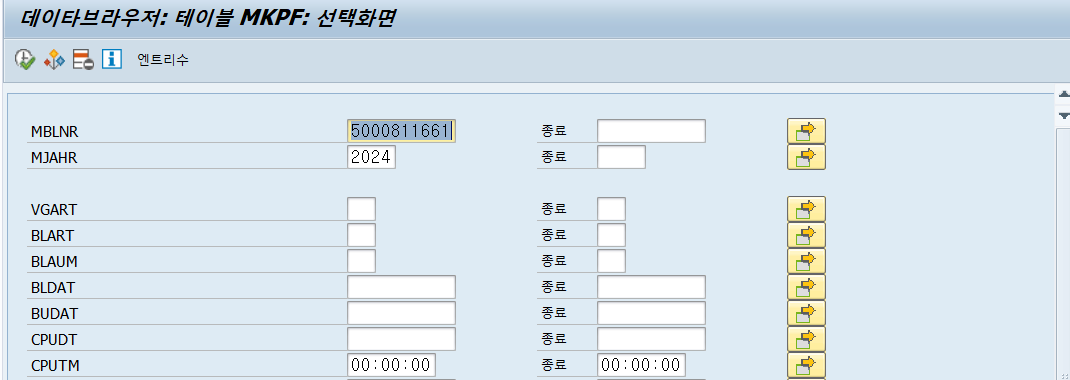 데이타브라우저: 테이블 MKPF: 선택화면
엔트리수
MBLNR 5000811661 종료
MJAHR 2024 종료
VGART 종료
BLART 종료
BLAUM 종료
BLDAT 종료
BUDAT 종료
CPUDT 종료
CPUTM 00:00:00 종료 00:00:00